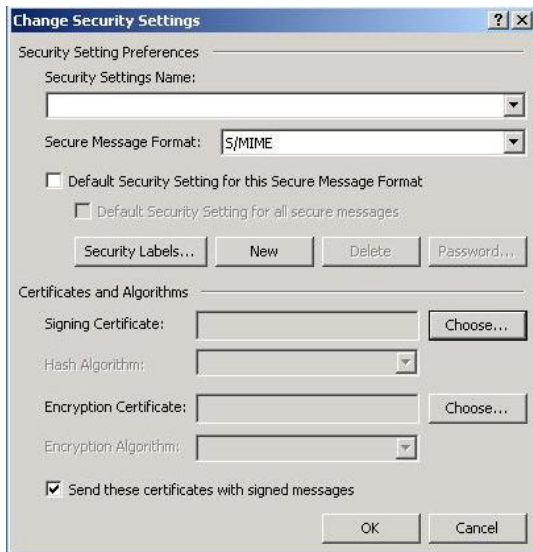 Change Security Settings
Security Setting Preferences
Security Settings Name:
Secure Message Format: S/MIME
Default Security Setting for this Secure Message Format
Default Security Setting for all secure messages
Security Labels... New Delete Password...
Certificates and Algorithms
Signing Certificate: Choose...
Hash Algorithm:
Encryption Certificate: Choose...
Encryption Algorithm:
Send these certificates with signed messages
OK Cancel